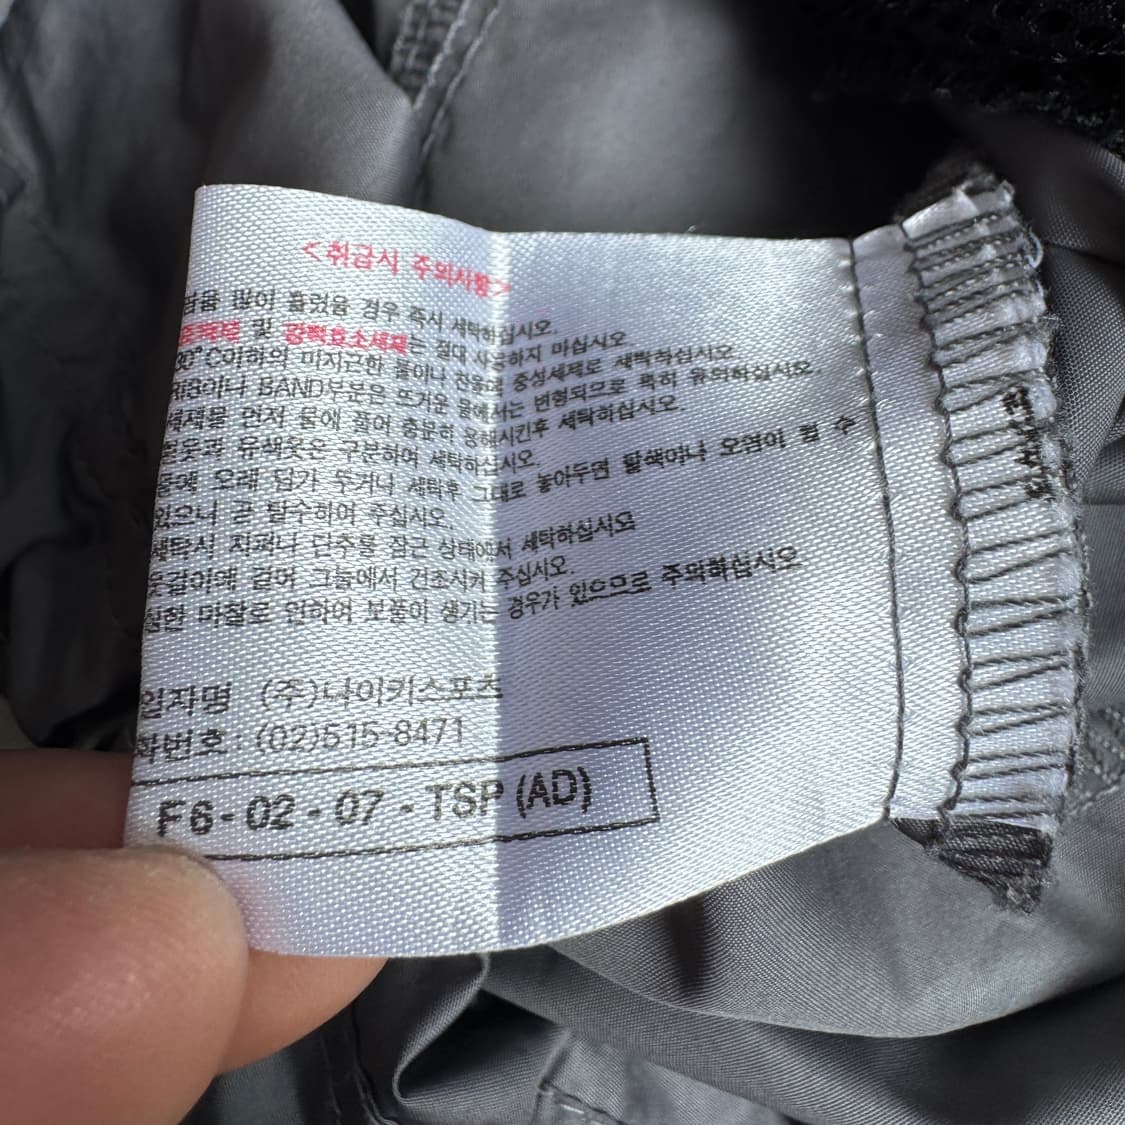 <취급시 주의사항>
땀을 많이 흘렸을 경우 즉시 세탁하십시오.
표백제 및 강력효소세제는 절대 사용하지 마십시오.
30°C이하의 미지근한 물이나 찬물에 중성세제로 세탁하십시오.
RIB이나 BAND부분은 뜨거운 물에서는 변형되므로 특히 유의하십시오.
세제를 먼저 물에 풀어 충분히 용해시킨후 세탁하십시오.
흰옷과 유색옷은 구분하여 세탁하십시오.
물에 오래 담가 두거나 세탁후 그대로 놓아두면 탈색이나 오염이 될 수
있으니 곧 탈수하여 주십시오.
세탁시 지퍼나 단추를 잠근 상태에서 세탁하십시오
옷걸이에 걸어 그늘에서 건조시켜 주십시오.
심한 마찰로 인하여 보풀이 생기는 경우가 있으므로 주의하십시오
입자명 (주)나이키스포츠
화번호 : (02)515-8471
F6 - 02 - 07 - TSP (AD)